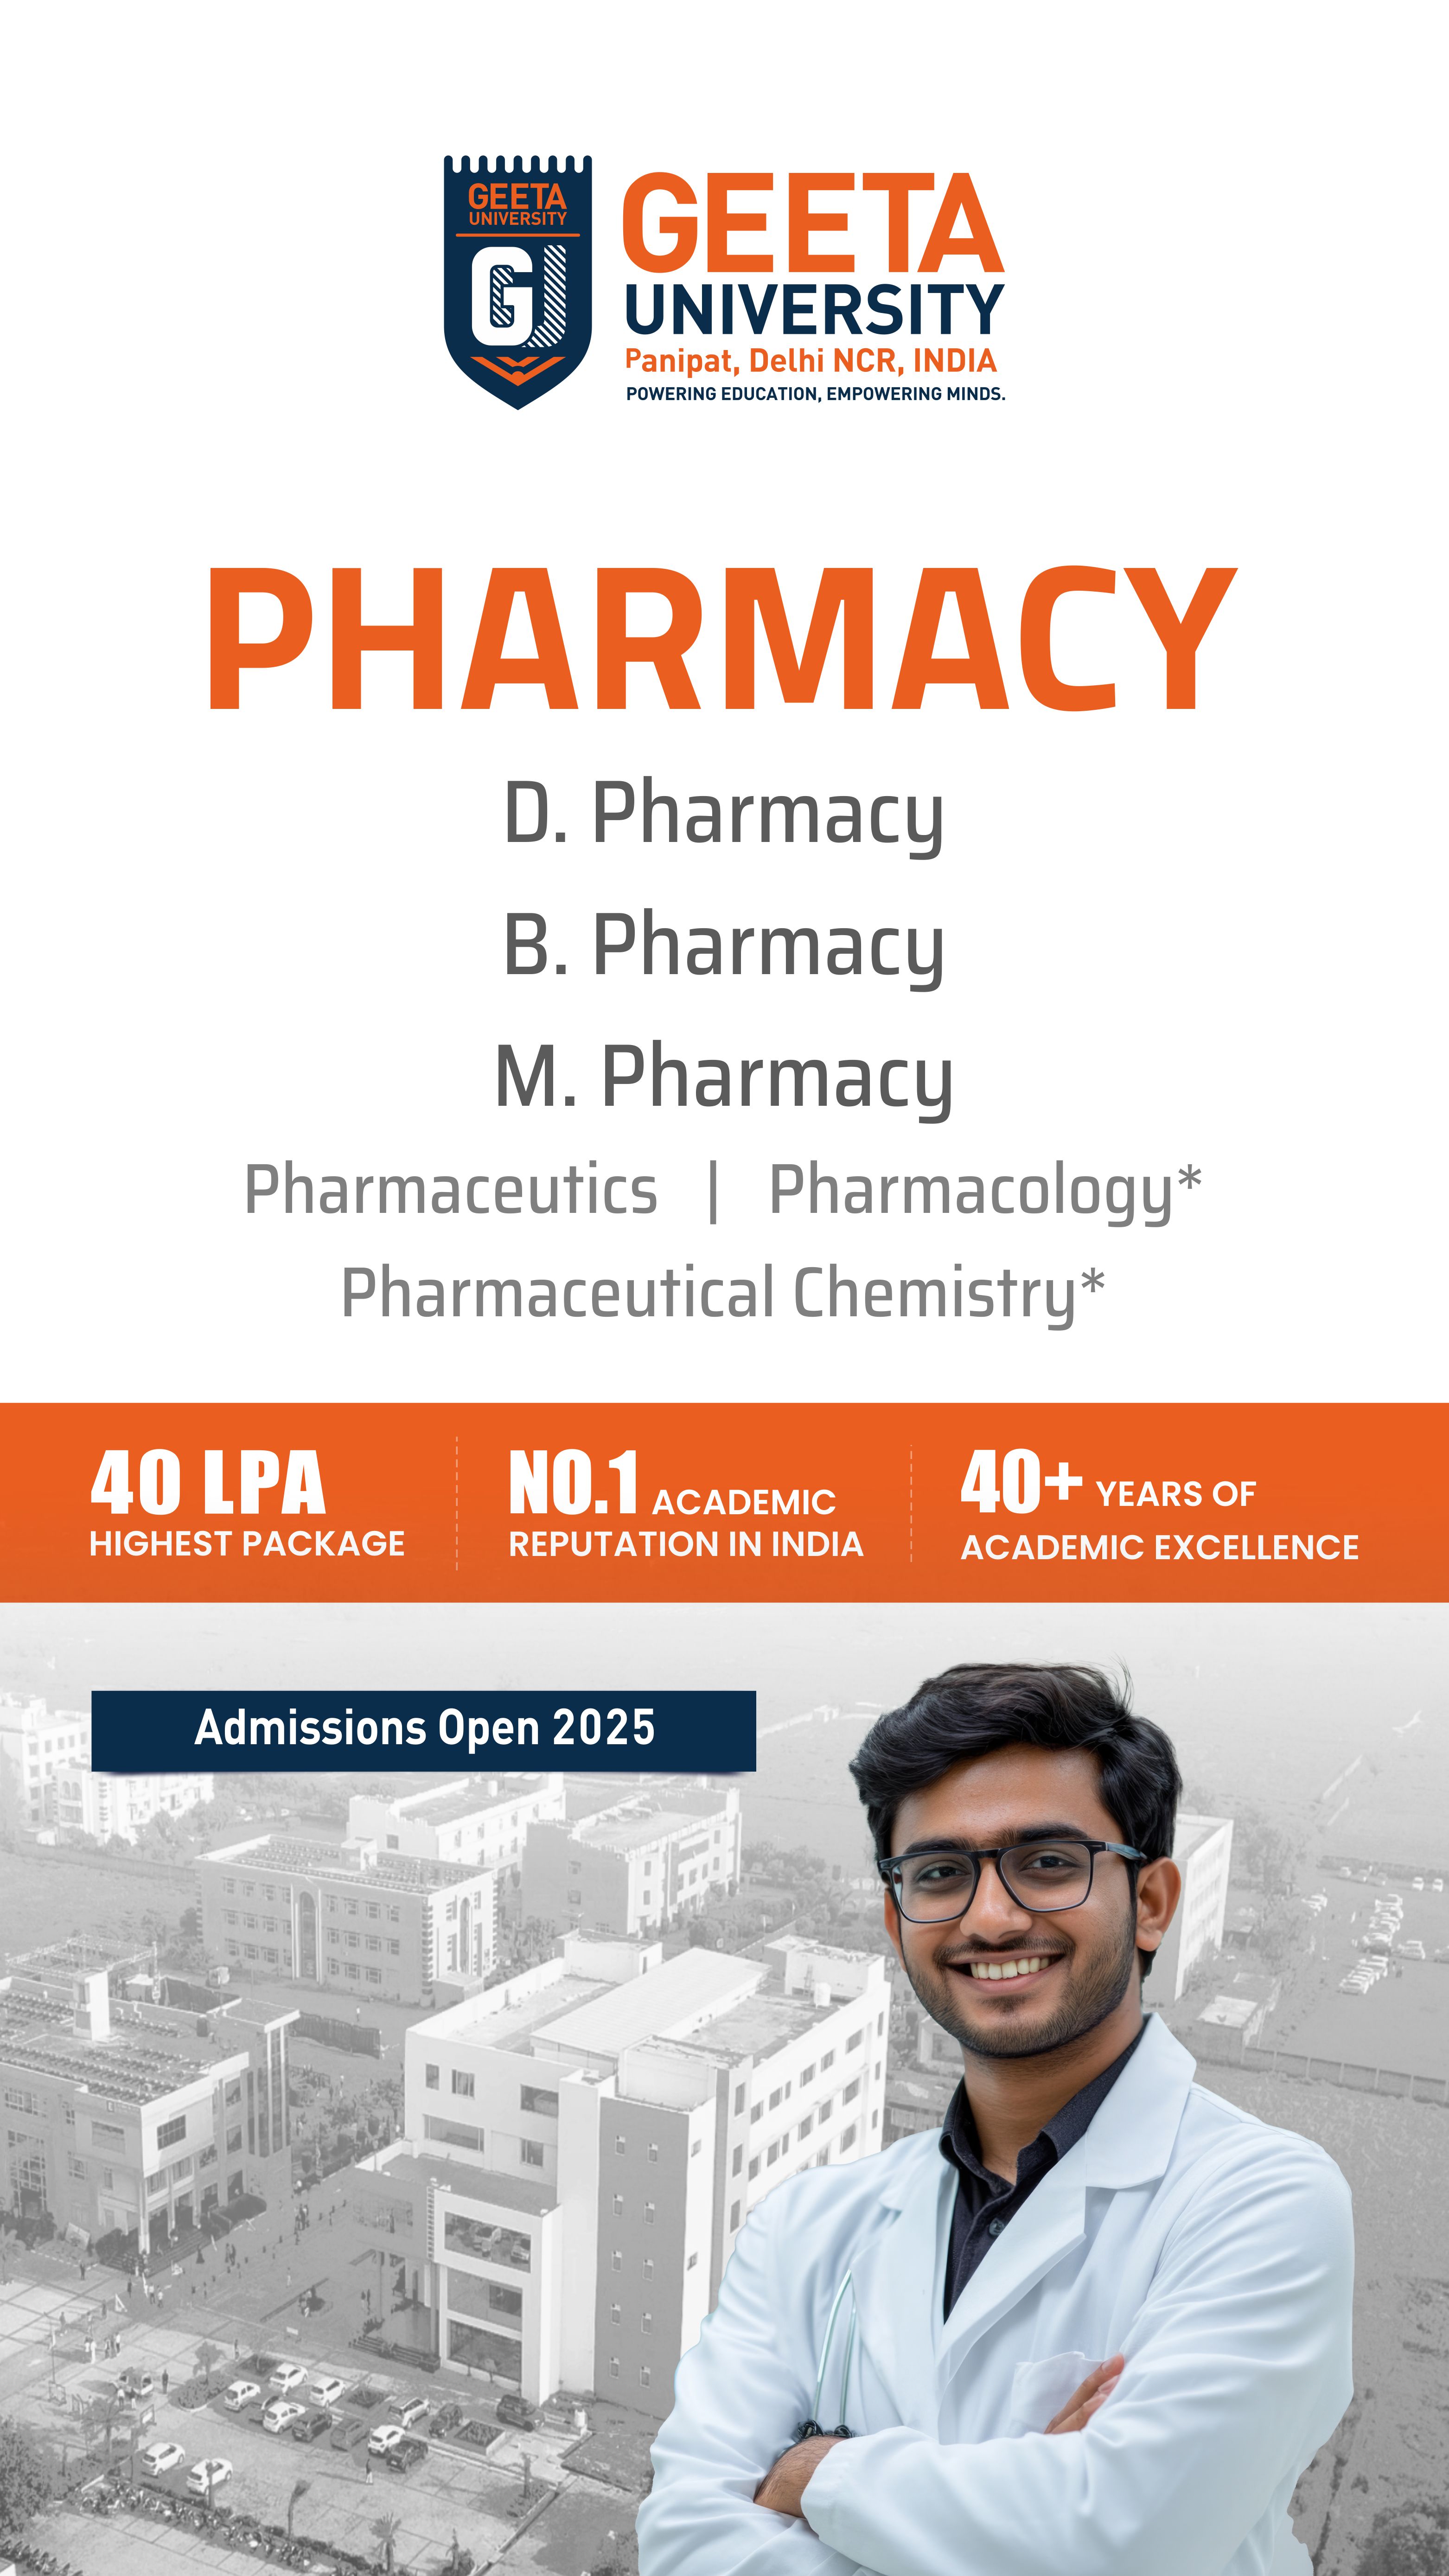 GEETA
UNIVERSITY
GU
GEETA
UNIVERSITY
Panipat, Delhi NCR, INDIA
POWERING EDUCATION, EMPOWERING MINDS.
PHARMACY
D. Pharmacy
B. Pharmacy
M. Pharmacy
Pharmaceutics | Pharmacology*
Pharmaceutical Chemistry*
40 LPA
HIGHEST PACKAGE
NO.1 ACADEMIC
REPUTATION IN INDIA
40+ YEARS OF
ACADEMIC EXCELLENCE
Admissions Open 2025